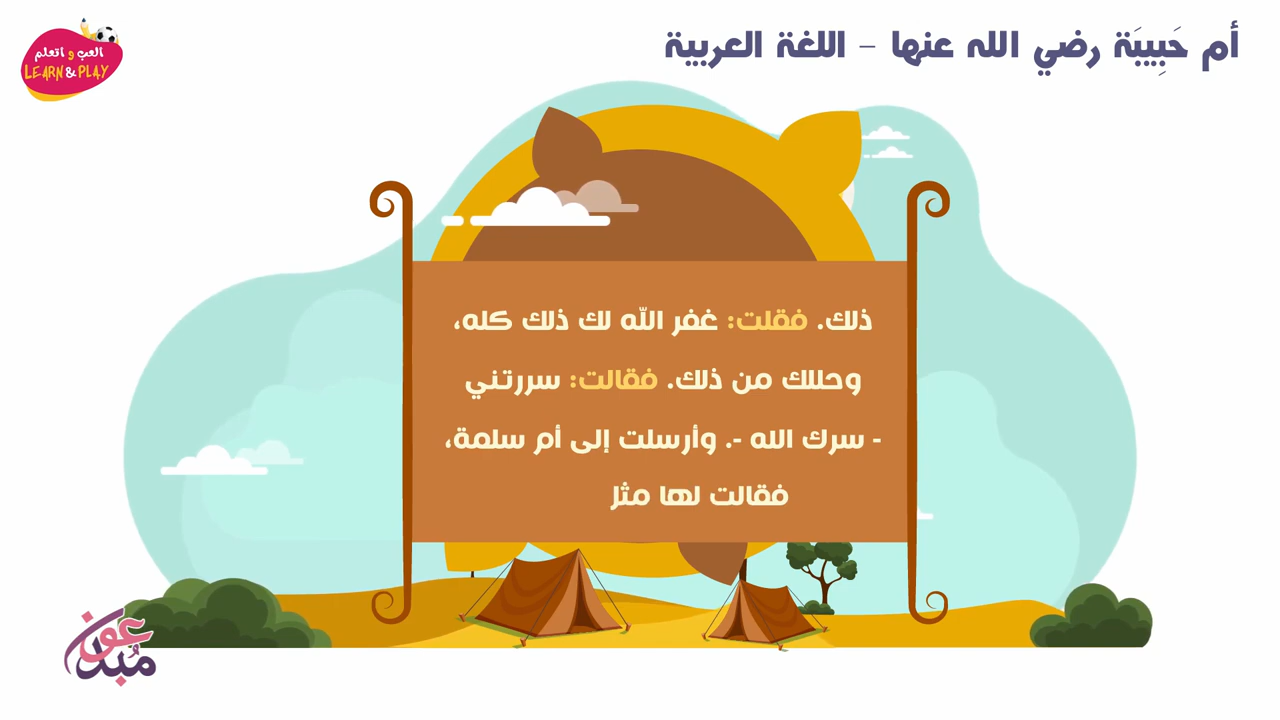 أم حَبِيبَة رضي الله عنها – اللغة العربية
العب و اتعلم
LEARN & PLAY
ذلك. فقلت: غفر الله لك ذلك كله،
وحللك من ذلك. فقالت: سررتني
- سرك الله -. وأرسلت إلى أم سلمة،
فقالت لها مثل
مبدعون